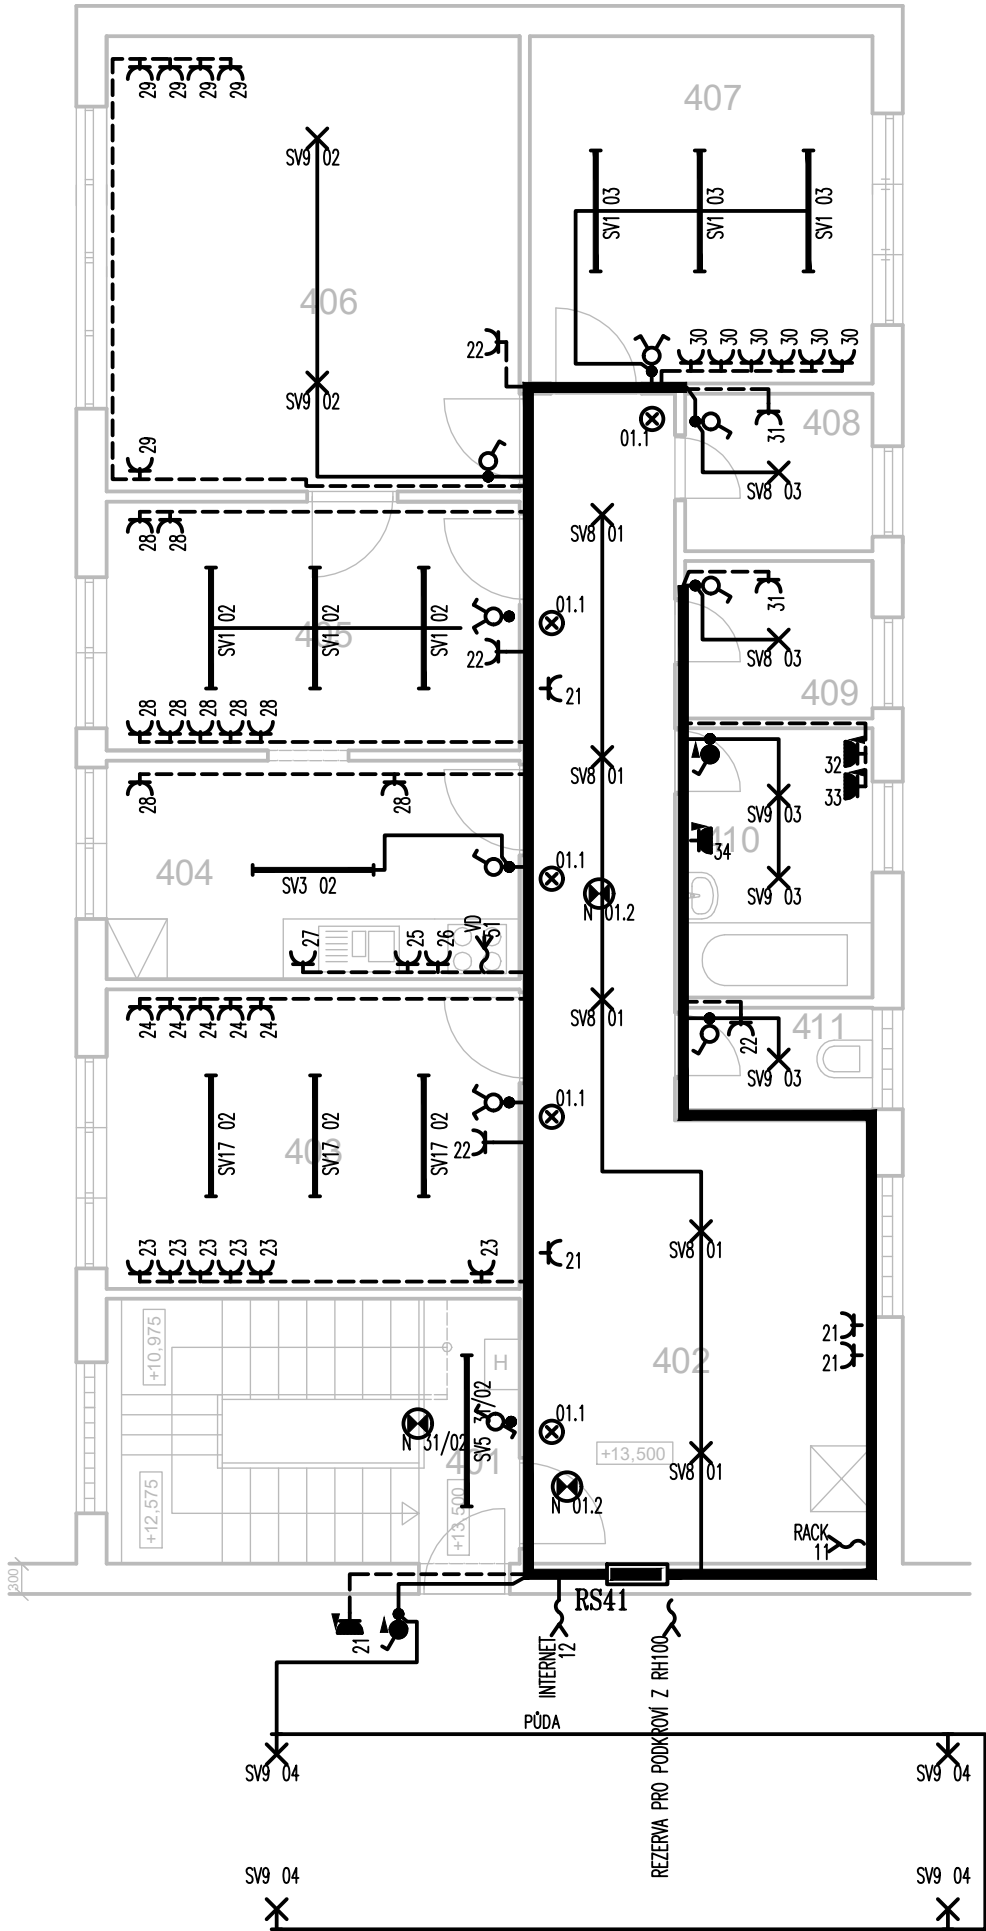 29 29 29 29
407
SV9 02
SV1 03
SV1 03
SV1 03
406
22
30 30 30 30 30 30
SV9 02
01.1
31
408
29
SV8 03
28 28
SV8 01
SV1 02
SV1 02
SV1 02
405
01.1
31
22
SV8 03
21
409
28 28 28 28 28
SV8 01
32
33
28
28
SV9 03
404
SV3 02
01.1
410
34
SV9 03
N 01.2
27
25
26
VD
51
24 24 24 24 24
SV8 01
411
22
SV9 03
SV17 02
SV17 02
SV17 02
403
01.1
22
23 23 23 23 23
23
21
SV8 01
+10,975
H
21
21
402
SV5 31/02
01.1
N 31/02
401
+13,500
SV8 01
+12,575
+13,500
N 01.2
RACK
11
300
RS41
21
INTERNET
12
REZERVA PRO PODKROVÍ Z RH100
PŮDA
SV9 04
SV9 04
SV9 04
SV9 04